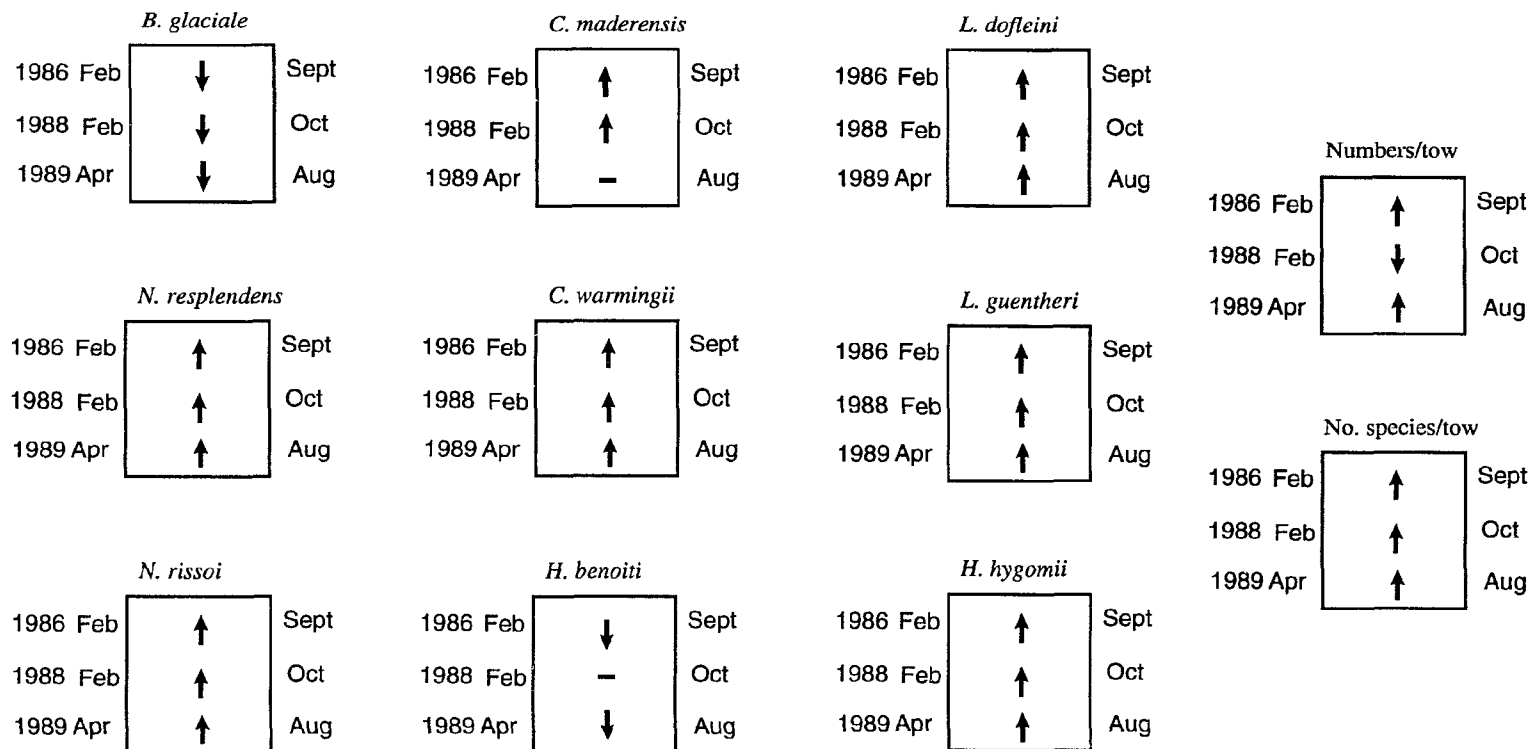 B. glaciale
1986 Feb Sept
1988 Feb Oct
1989 Apr Aug
C. maderensis
1986 Feb Sept
1988 Feb Oct
1989 Apr Aug
L. dofleini
1986 Feb Sept
1988 Feb Oct
1989 Apr Aug
N. resplendens
1986 Feb Sept
1988 Feb Oct
1989 Apr Aug
C. warmingii
1986 Feb Sept
1988 Feb Oct
1989 Apr Aug
L. guentheri
1986 Feb Sept
1988 Feb Oct
1989 Apr Aug
N. rissoi
1986 Feb Sept
1988 Feb Oct
1989 Apr Aug
H. benoiti
1986 Feb Sept
1988 Feb Oct
1989 Apr Aug
H. hygomii
1986 Feb Sept
1988 Feb Oct
1989 Apr Aug
Numbers/tow
1986 Feb Sept
1988 Feb Oct
1989 Apr Aug
No. species/tow
1986 Feb Sept
1988 Feb Oct
1989 Apr Aug